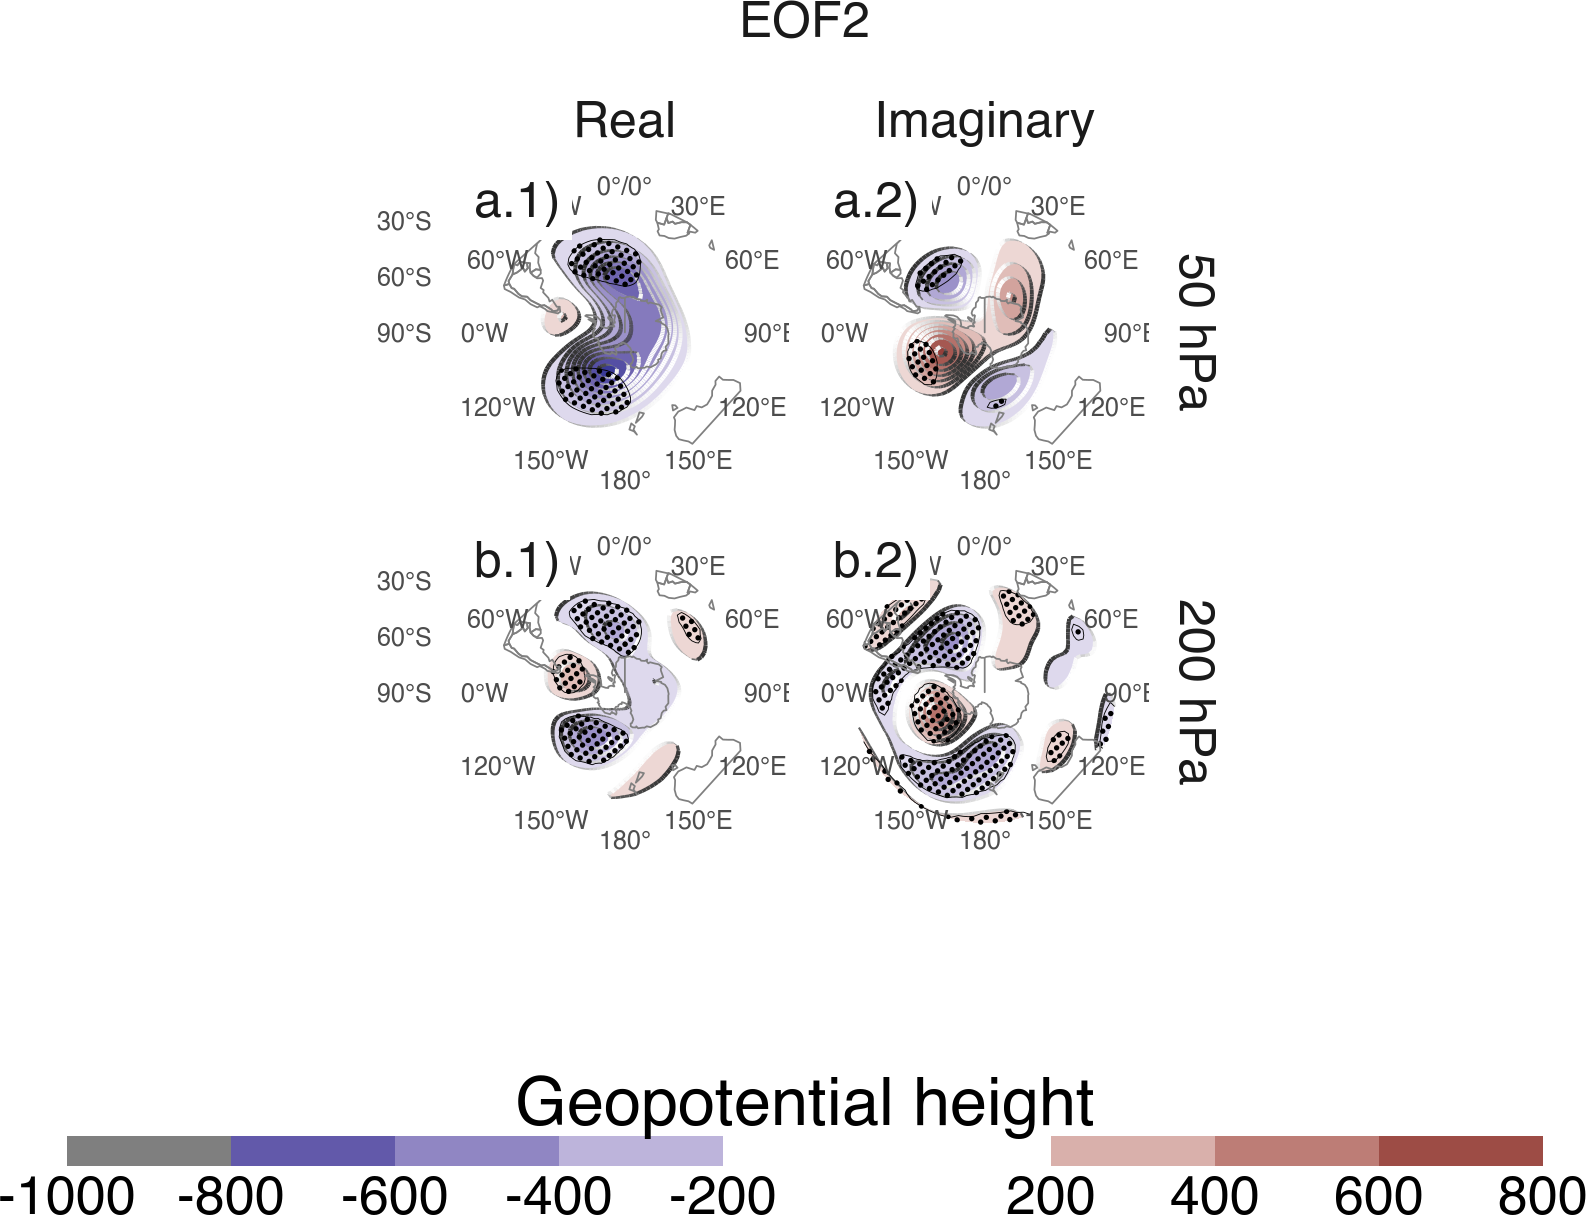 EOF2
Real Imaginary
a.1) 0°/0° 30°E a.2) 0°/0° 30°E
30°S
60°W 60°E 60°W 60°E
60°S
90°S 0°W 90°E 0°W 90°E
50 hPa
120°W 120°E 120°W 120°E
150°W 150°E 150°W 150°E
180° 180°
b.1) 0°/0° 30°E b.2) 0°/0° 30°E
30°S
60°W 60°E 60°W 60°E
60°S
90°S 0°W 90°E 0°W 90°E
200 hPa
120°W 120°E 120°W 120°E
150°W 150°E 150°W 150°E
180° 180°
Geopotential height
-1000 -800 -600 -400 -200 200 400 600 800